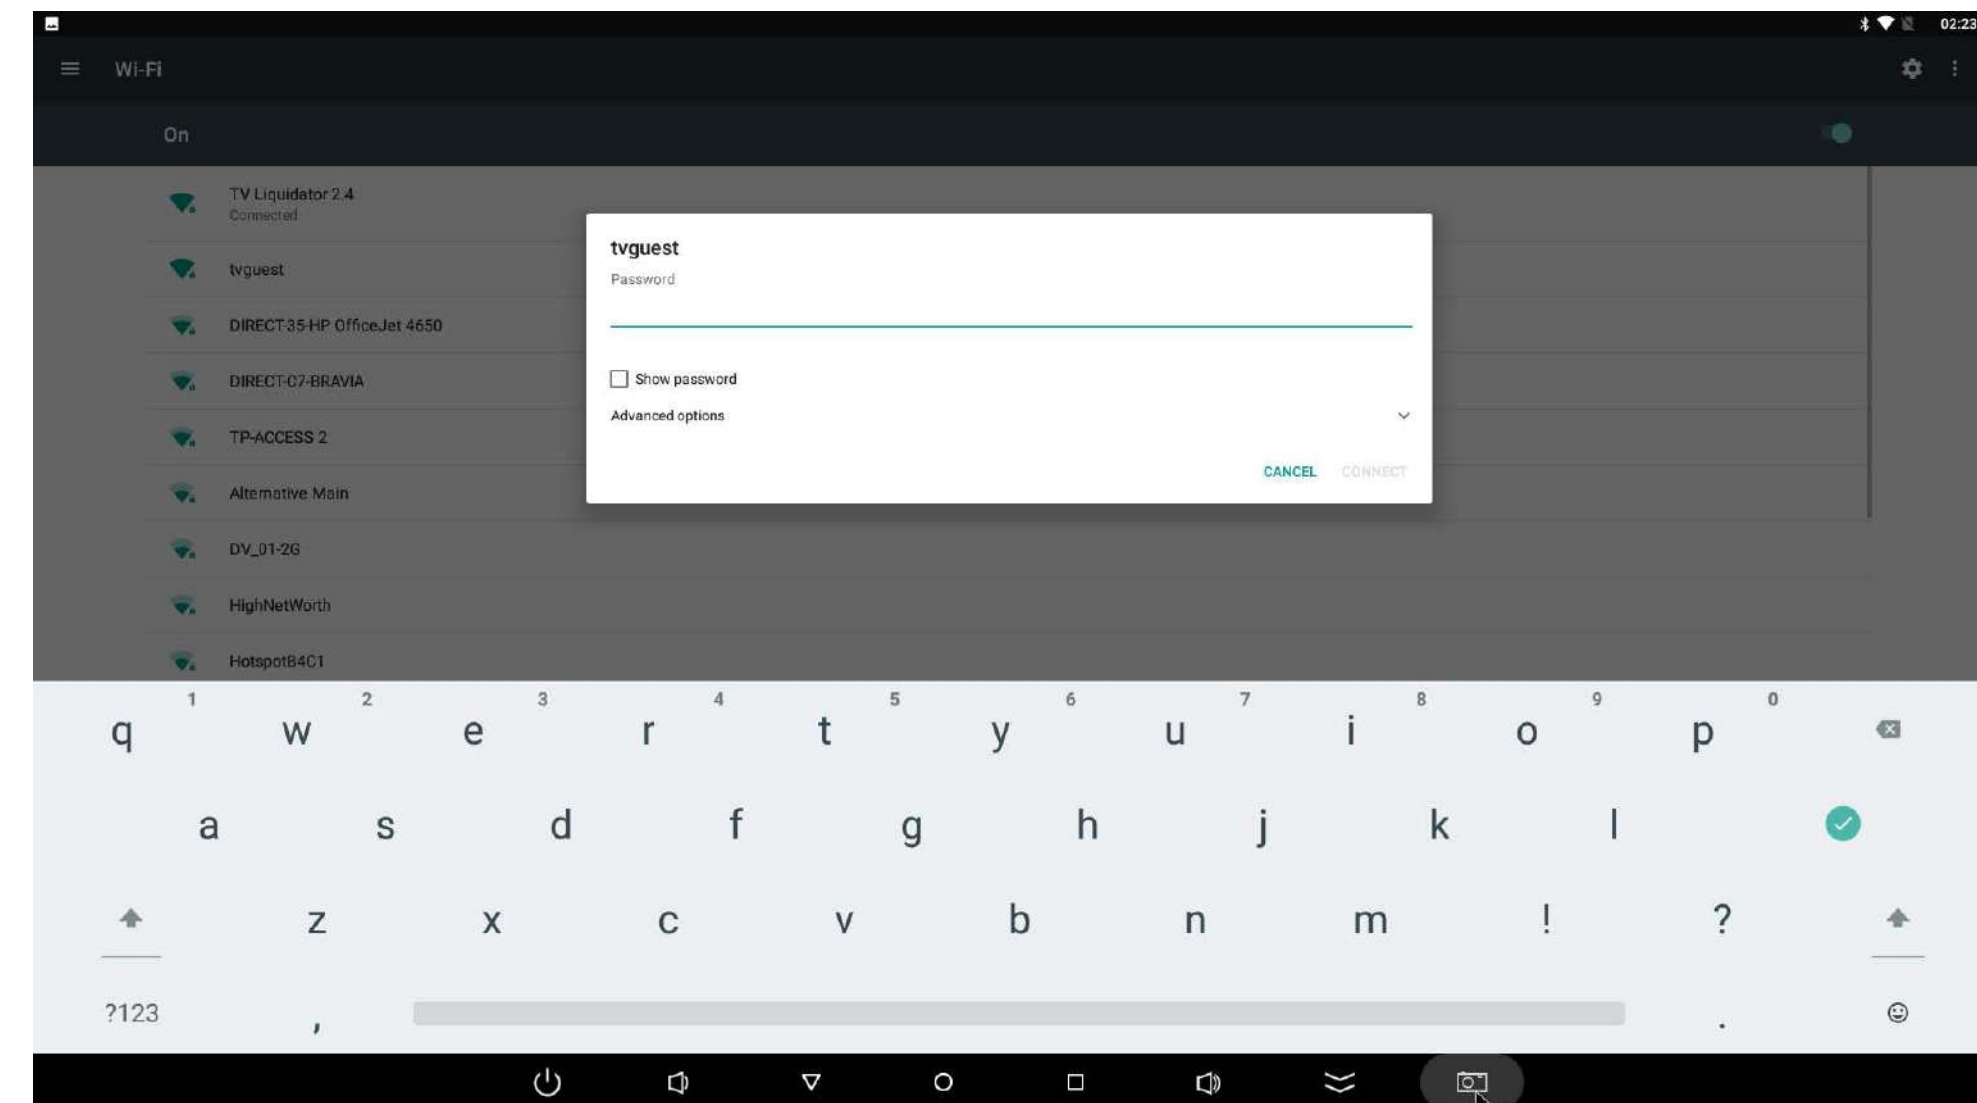 02:23
Wi-Fi
On
TV Liquidator 2.4
Connected
tvguest
DIRECT-35-HP OfficeJet 4650
DIRECT-C7-BRAVIA
TP-ACCESS 2
Alternative Main
DV_01-2G
HighNetWorth
HotspotB4C1
tvguest
Password
Show password
Advanced options
CANCEL CONNECT
1 2 3 4 5 6 7 8 9 0
q w e r t y u i o p
a s d f g h j k l
z x c v b n m ! ?
?123 , .